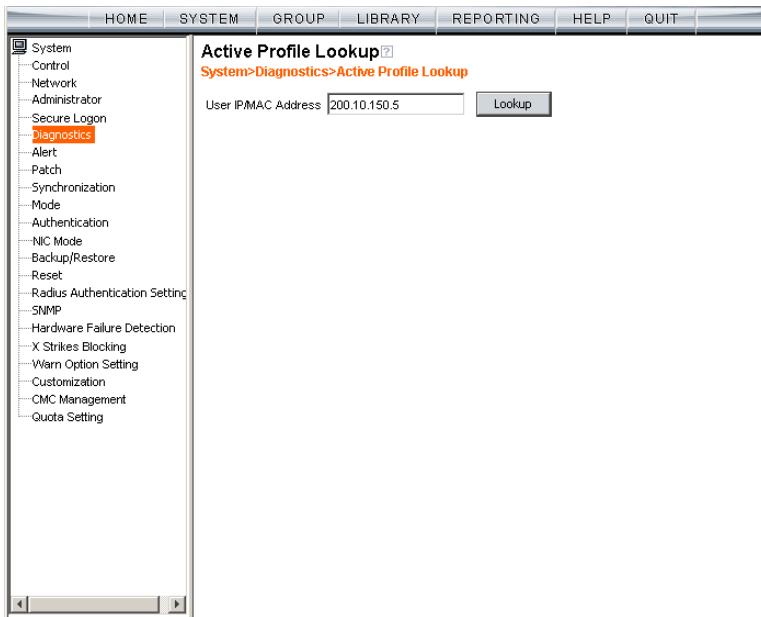 HOME SYSTEM GROUP LIBRARY REPORTING HELP QUIT
System
Control
Network
Administrator
Secure Logon
Diagnostics
Alert
Patch
Synchronization
Mode
Authentication
NIC Mode
Backup/Restore
Reset
Radius Authentication Setting
SNMP
Hardware Failure Detection
X Strikes Blocking
Warn Option Setting
Customization
CMC Management
Quota Setting
Active Profile Lookup ?
System>Diagnostics>Active Profile Lookup
User IP/MAC Address 200.10.150.5 Lookup